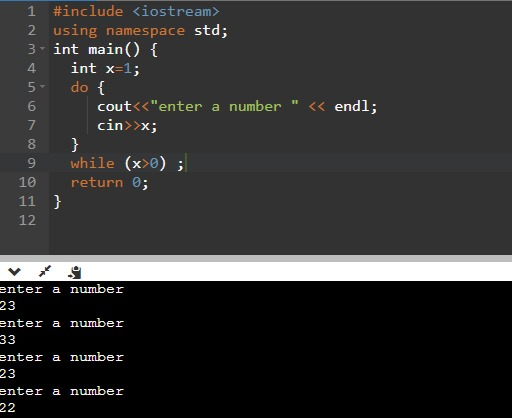 1 #include <iostream>
2 using namespace std;
3 int main() {
4 int x=1;
5 do {
6 cout<<"enter a number " << endl;
7 cin>>x;
8 }
9 while (x>0) ;
10 return 0;
11 }
12
enter a number
23
enter a number
33
enter a number
23
enter a number
22